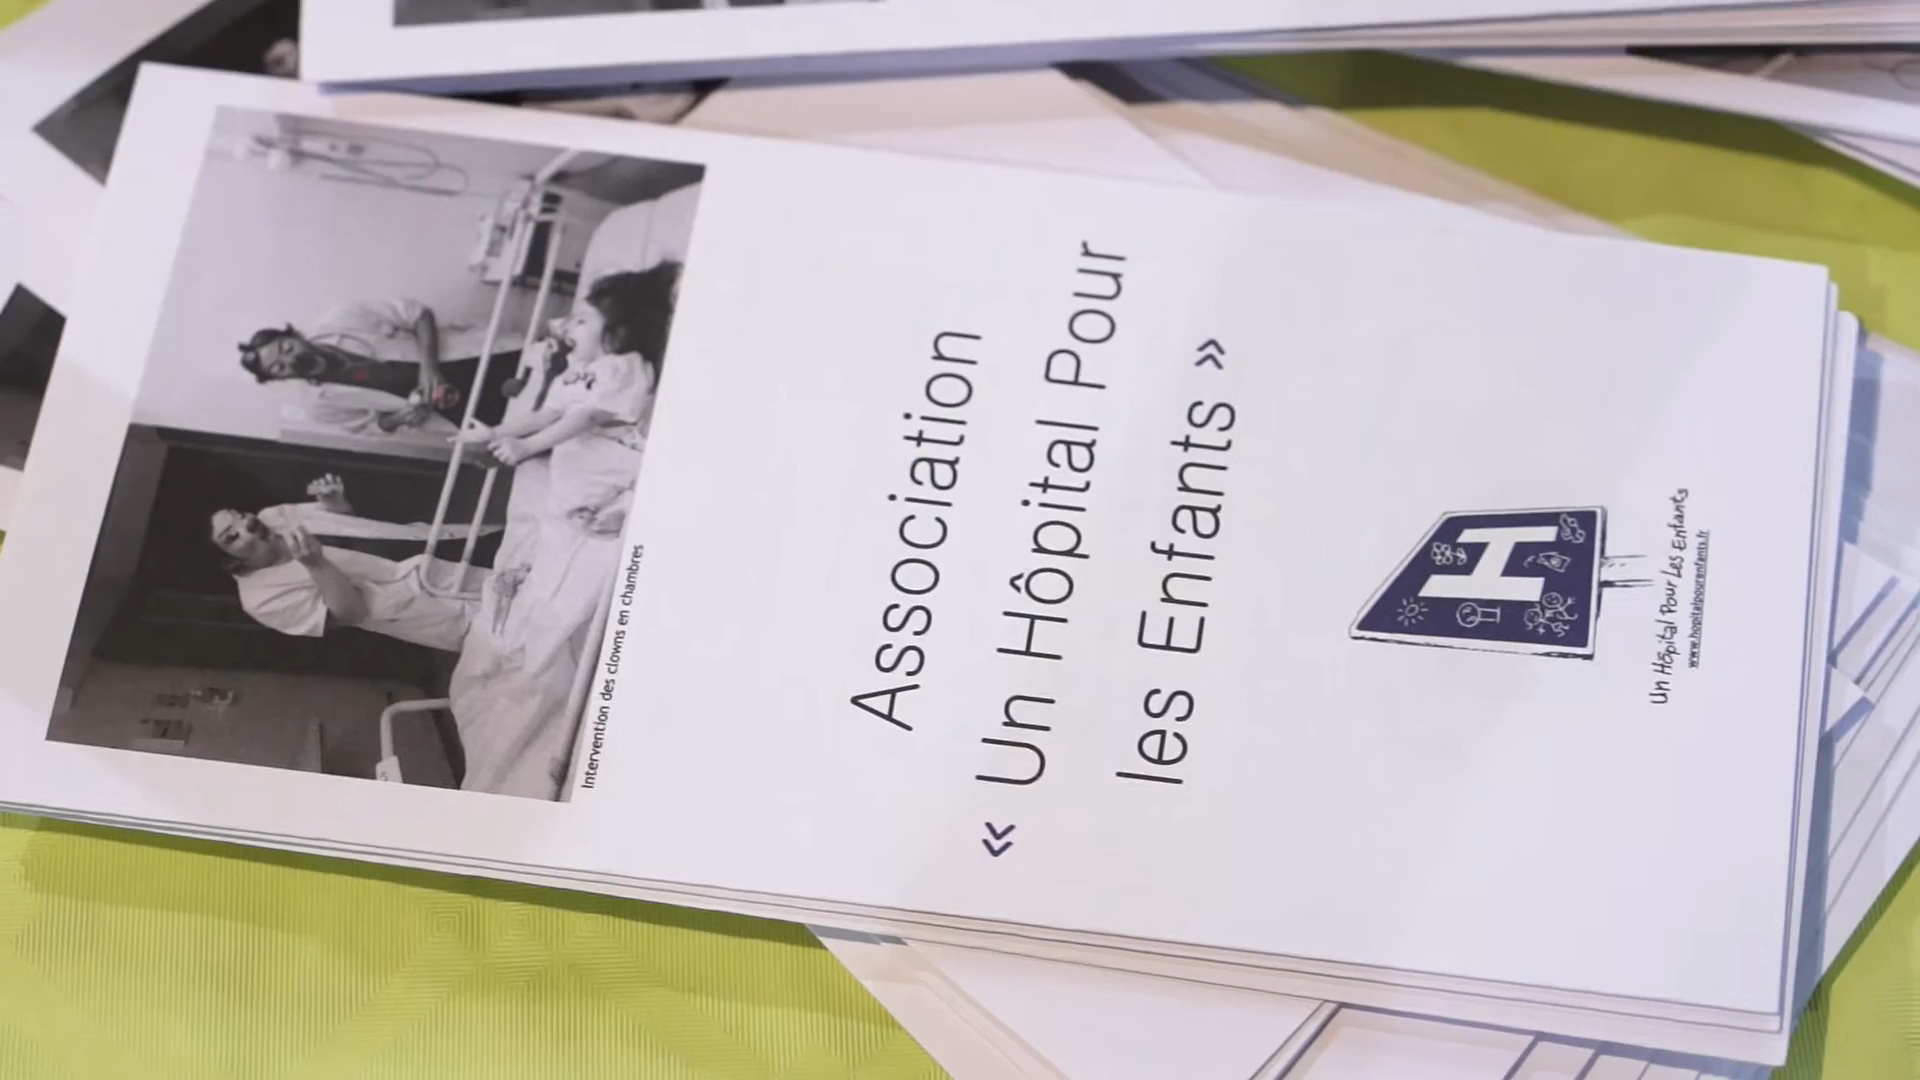 Intervention des clowns en chambres
Association
« Un Hôpital Pour
les Enfants »
H
Un Hôpital Pour Les Enfants
www.hopitalpourenfants.fr